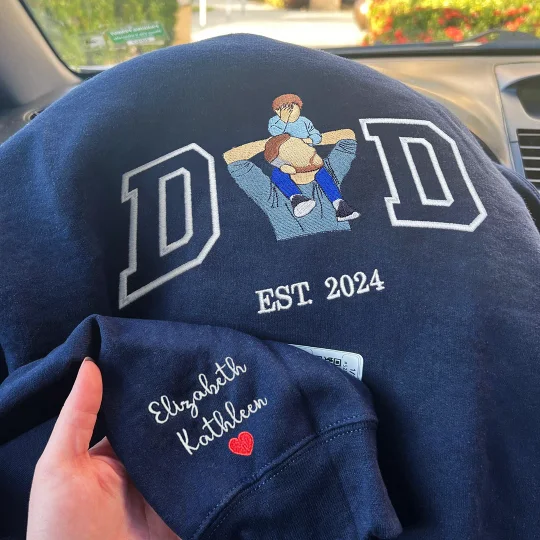 D D
EST. 2024
Elizabeth
Kathleen